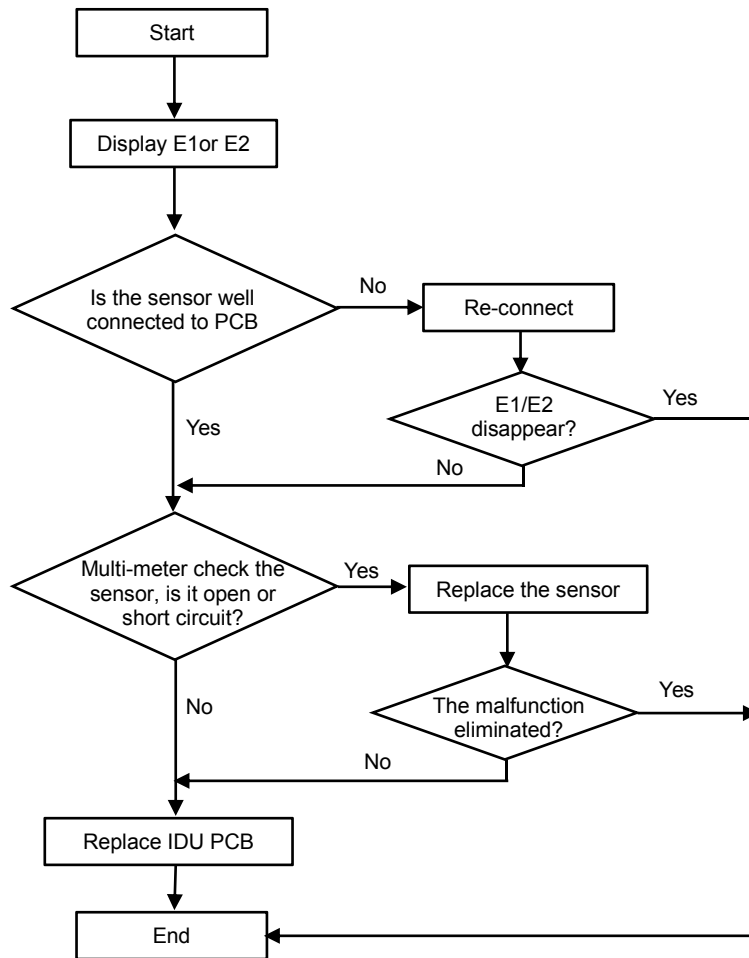 Start
Display E1or E2
Is the sensor well
connected to PCB
No
Re-connect
E1/E2
disappear?
Yes
Yes
No
Multi-meter check the
sensor, is it open or
short circuit?
Yes
Replace the sensor
The malfunction
eliminated?
Yes
No
No
Replace IDU PCB
End